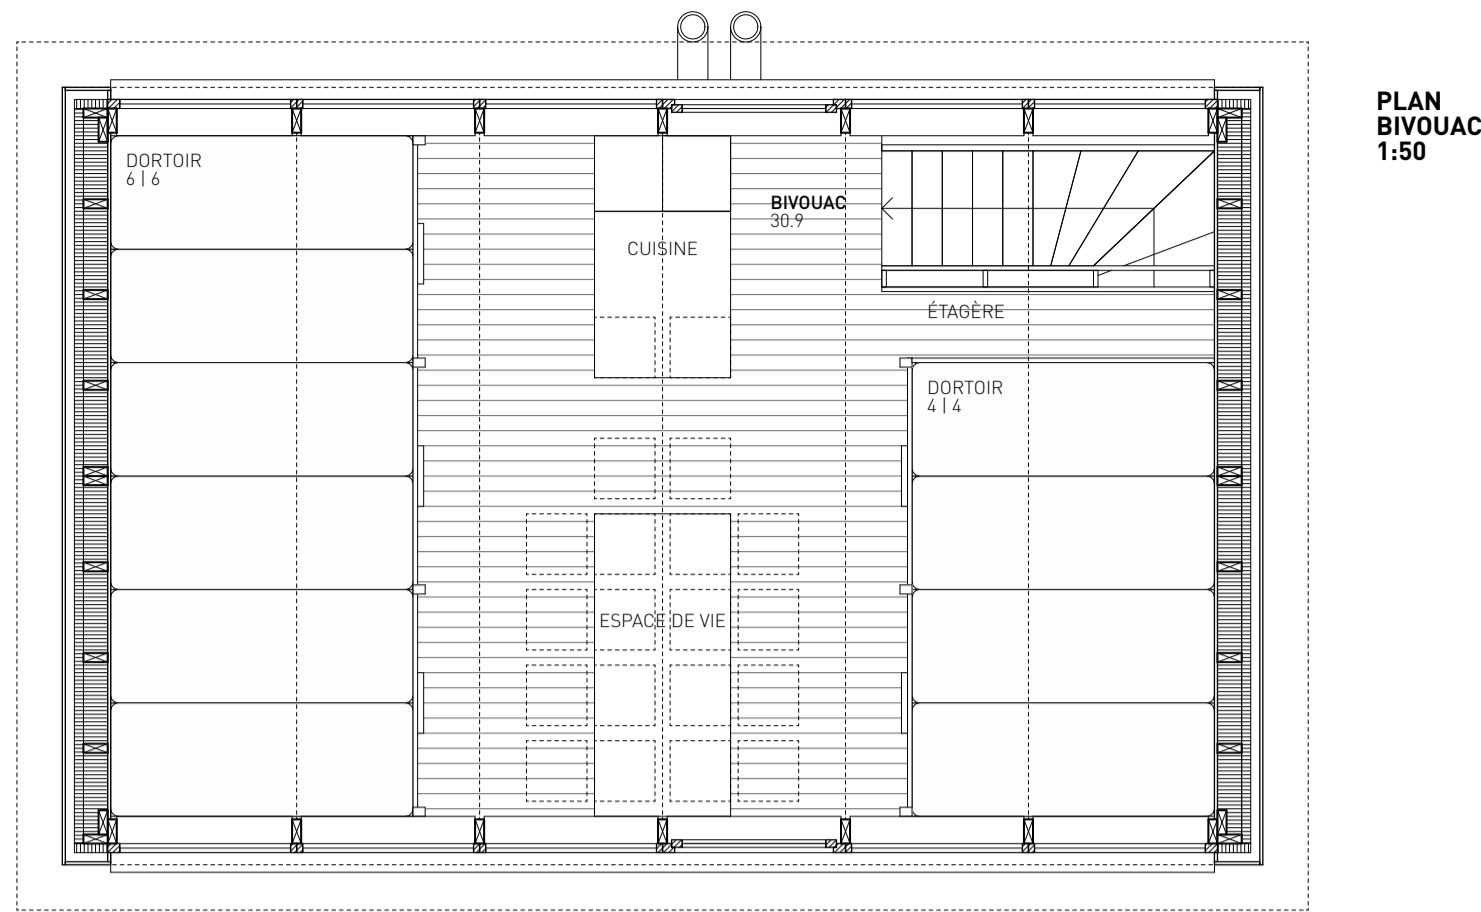 PLAN
BIVOUAC
1:50
DORTOIR
6 | 6
BIVOUAC
30.9
CUISINE
ÉTAGÈRE
DORTOIR
4 | 4
ESPACE DE VIE